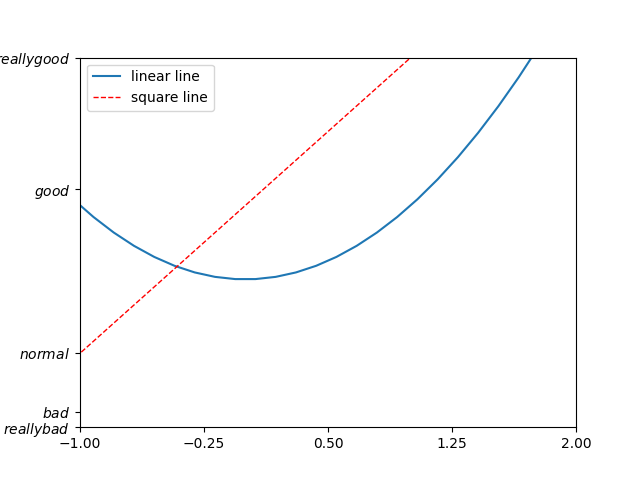 reallygood
good
normal
bad
reallybad
linear line
square line
−1.00
−0.25
0.50
1.25
2.00